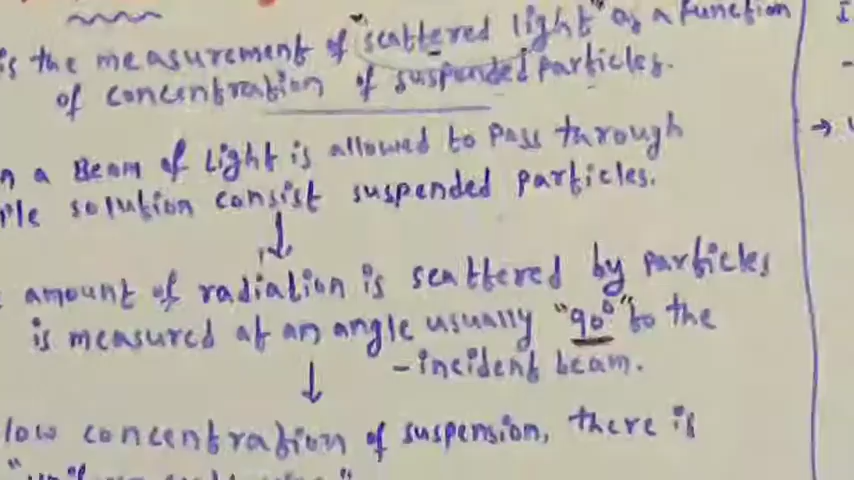 is the measurement of "scattered light" as a function
of concentration of suspended particles.
a Beam of Light is allowed to pass through
solution consist suspended particles.
amount of radiation is scattered by particles
is measured at an angle usually "90°" to the
-incident beam.
low concentration of suspension, there is